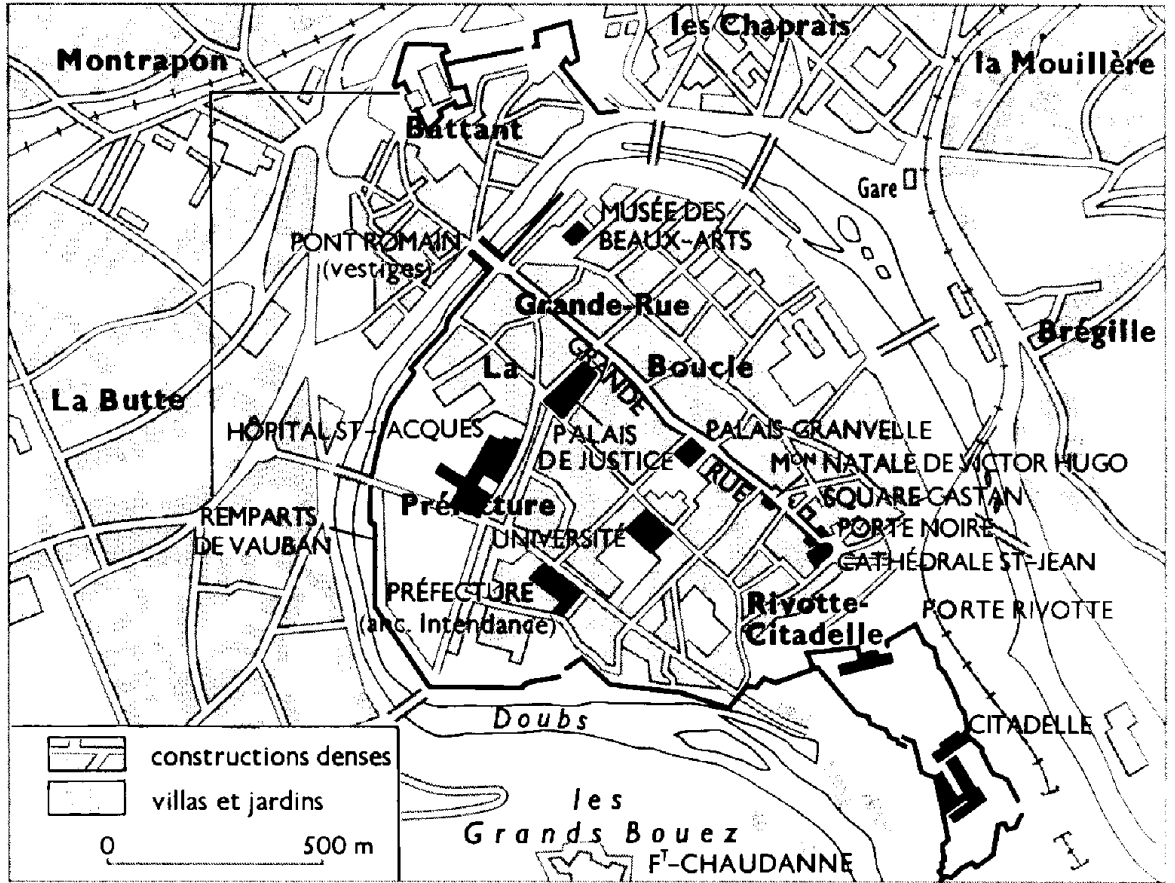 les Chaprais
Montrapon
la Mouillère
Battant
Gare
MUSÉE DES
BEAUX-ARTS
PONT ROMAIN
(vestiges)
Grande-Rue
Brégille
La Boucle
GRANDE RUE
La Butte
HÔPITAL ST-JACQUES
PALAIS
DE JUSTICE
PALAIS GRANVELLE
MON NATALE DE VICTOR HUGO
SQUARE CASTAN
Préfecture
PORTE NOIRE
REMPARTS
DE VAUBAN
UNIVERSITÉ
CATHÉDRALE ST-JEAN
PRÉFECTURE
(anc. Intendance)
Rivotte-
Citadelle
PORTE RIVOTTE
Doubs
CITADELLE
constructions denses
villas et jardins
0 500 m
les
Grands Bouez
FT-CHAUDANNE